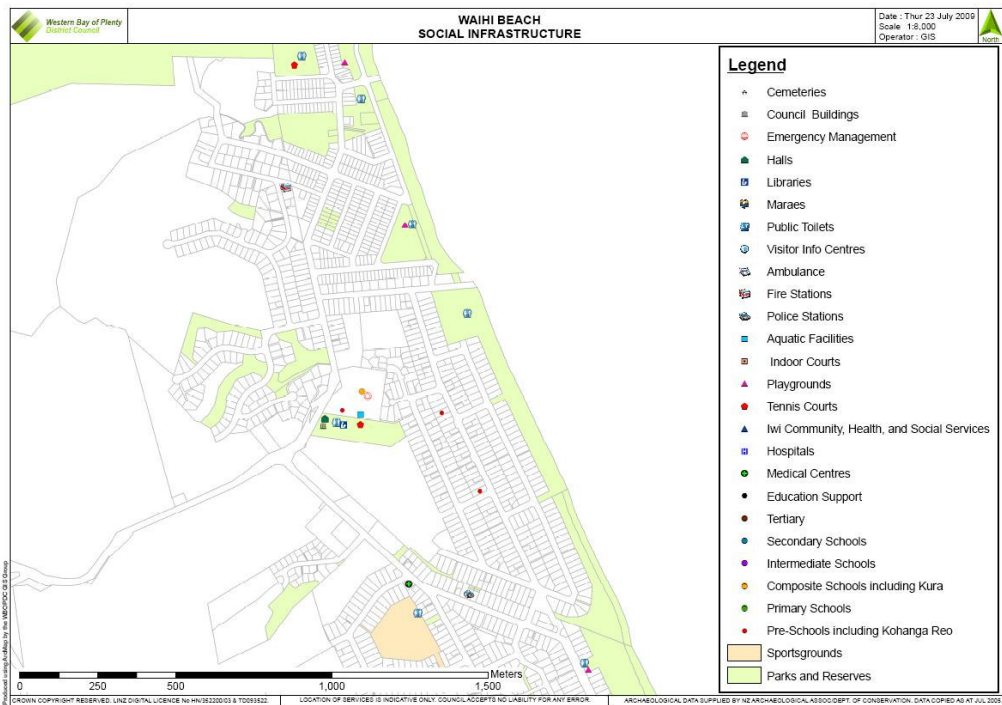 Western Bay of Plenty
District Council
WAIHI BEACH
SOCIAL INFRASTRUCTURE
Date : Thur 23 July 2009
Scale 1:8,000
Operator : GIS
North
Legend
Cemeteries
Council Buildings
Emergency Management
Halls
Libraries
Maraes
Public Toilets
Visitor Info Centres
Ambulance
Fire Stations
Police Stations
Aquatic Facilities
Indoor Courts
Playgrounds
Tennis Courts
Iwi Community, Health, and Social Services
Hospitals
Medical Centres
Education Support
Tertiary
Secondary Schools
Intermediate Schools
Composite Schools including Kura
Primary Schools
Pre-Schools including Kohanga Reo
Sportsgrounds
Parks and Reserves
Meters
0 250 500 1,000 1,500
Produced using ArcMap by the WBOPDC GIS Group
CROWN COPYRIGHT RESERVED. LINZ DIGITAL LICENCE No
LOCATION OF SERVICES IS INDICATIVE ONLY. COUNCIL ACCEPTS NO LIABILITY FOR ANY ERROR.
ARCHAEOLOGICAL DATA SUPPLIED BY NZ ARCHAEOLOGICAL ASSOC/DEPT. OF CONSERVATION. DATA COPIED AS AT JUL 2009.